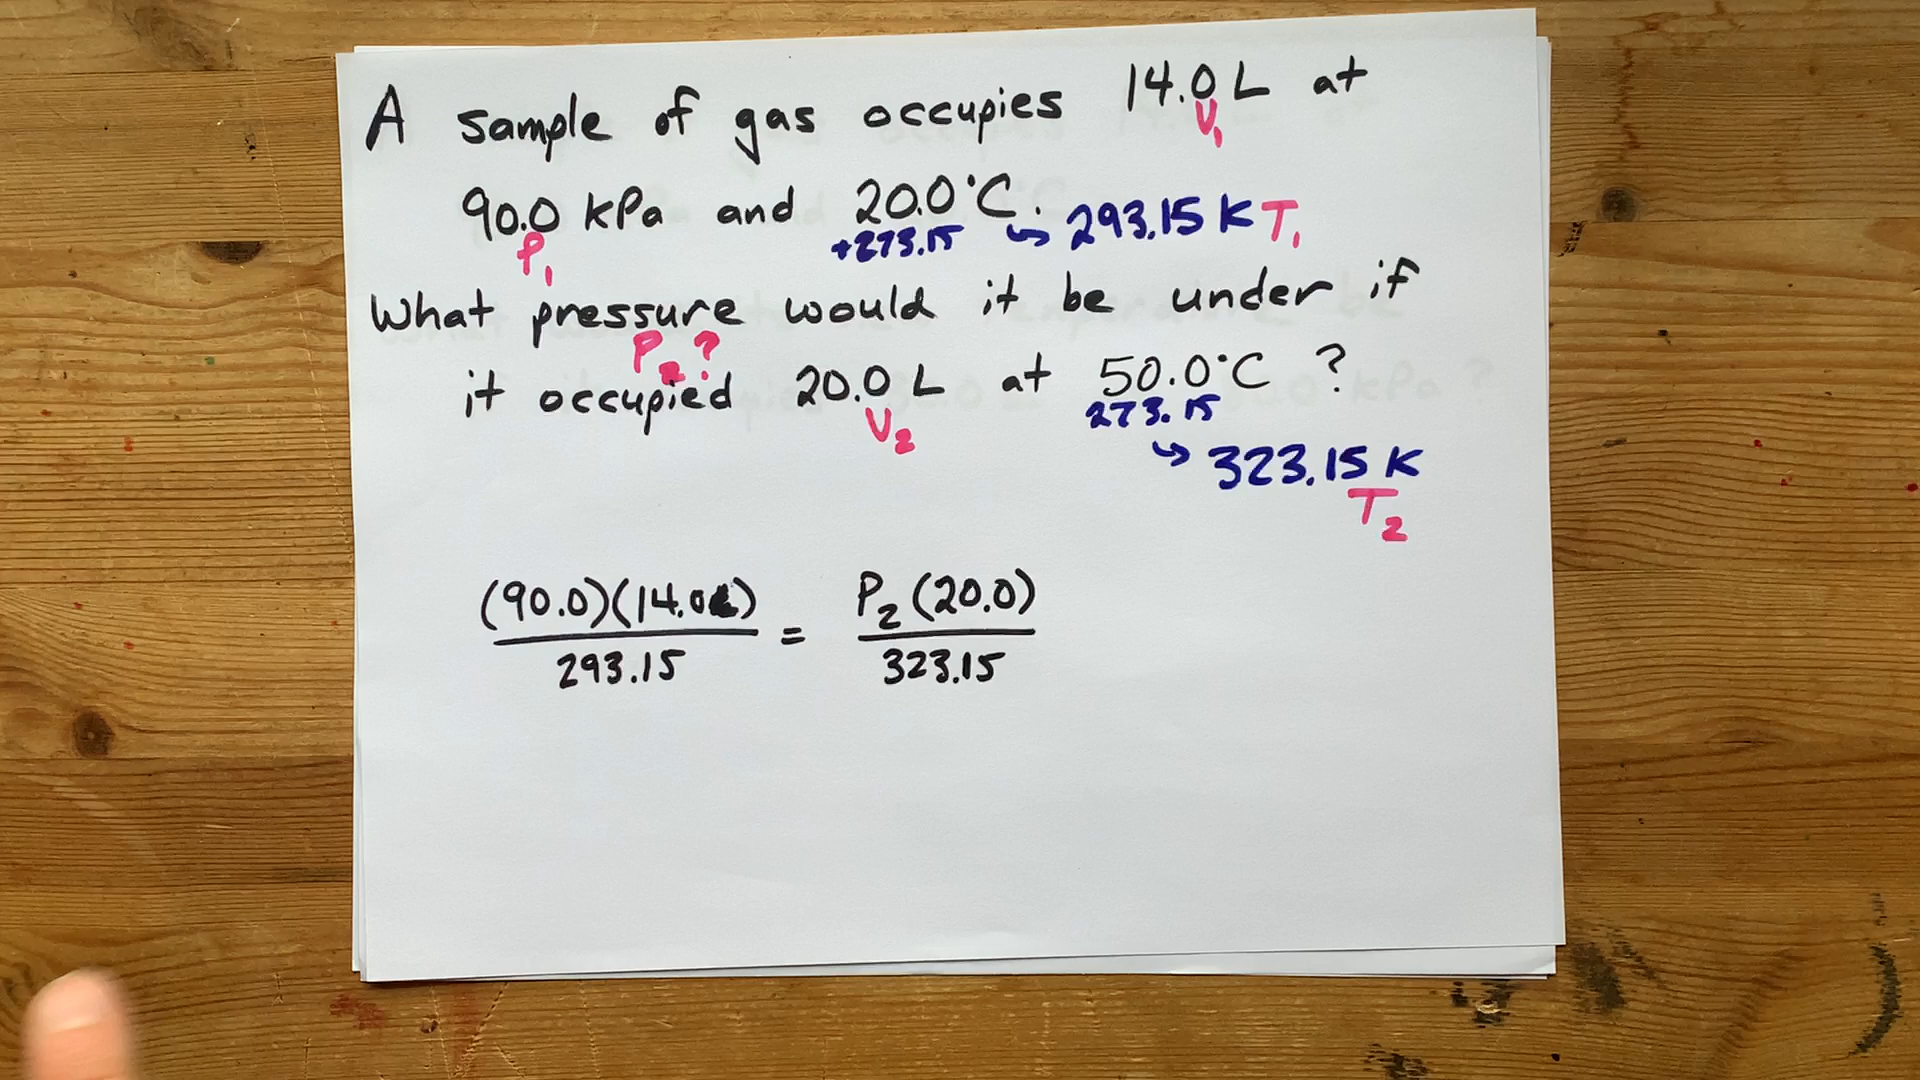 A sample of gas occupies 14.0 L at
V1
90.0 kPa and 20.0°C. ↪ 293.15 K T1
P1 +273.15
What pressure would it be under if
P2 ?
it occupied 20.0 L at 50.0°C ?
V2 273.15
↪ 323.15 K
T2
(90.0)(14.0) = P2 (20.0)
293.15 323.15